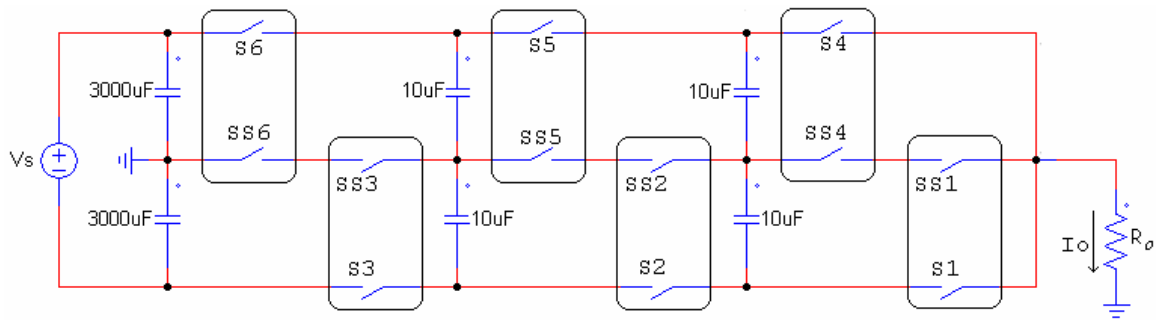 S6
S5
S4
3000uF
10uF
10uF
Vs
ss6
ss5
ss4
ss3
ss2
ss1
3000uF
10uF
10uF
Io
Ro
S3
S2
S1